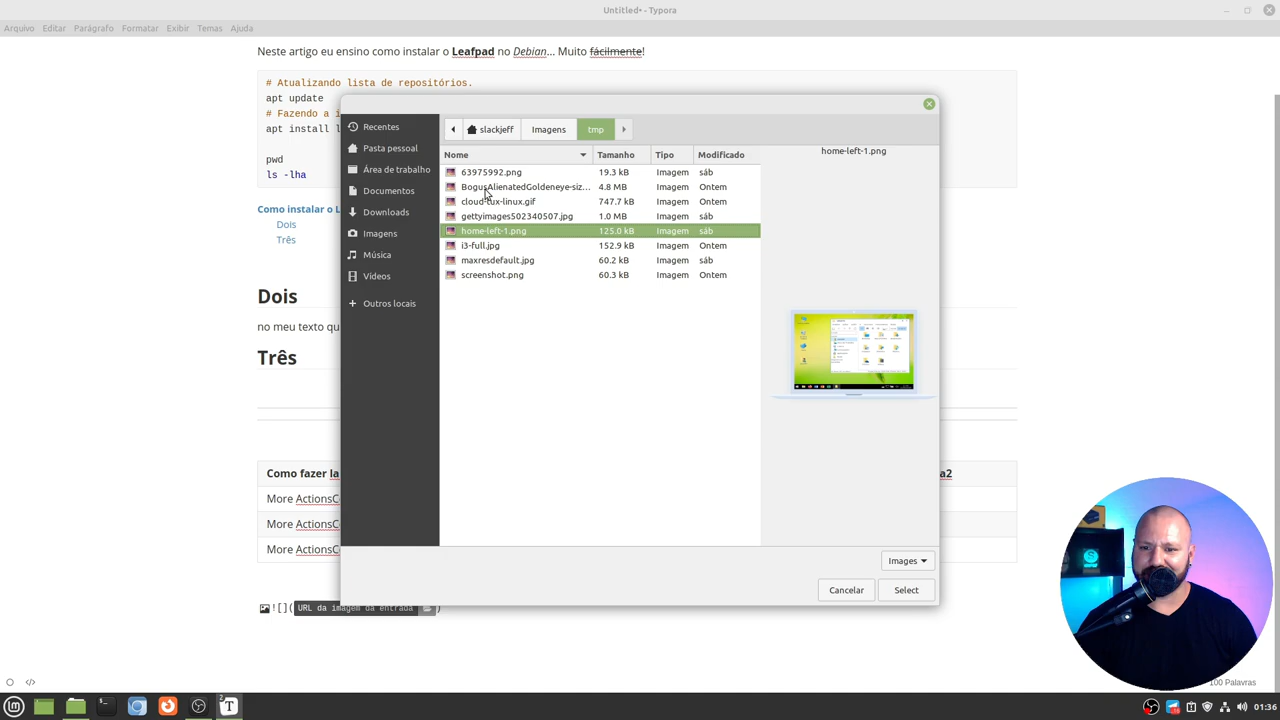 Untitled• - Typora
Arquivo Editar Parágrafo Formatar Exibir Temas Ajuda
Neste artigo eu ensino como instalar o Leafpad no Debian... Muito fácilmente!
# Atualizando lista de repositórios.
apt update
# Fazendo a i
apt install l
pwd
ls -lha
Como instalar o L
Dois
Três
Dois
no meu texto qu
Três
Como fazer la
a2
More ActionsC
More ActionsC
More ActionsC
![](URL da imagem da entrada)
Recentes
Pasta pessoal
Área de trabalho
Documentos
Downloads
Imagens
Música
Vídeos
Outros locais
slackjeff Imagens tmp
Nome Tamanho Tipo Modificado
63975992.png 19.3 kB Imagem sáb
BogusAlienatedGoldeneye-siz... 4.8 MB Imagem Ontem
cloud-tux-linux.gif 747.7 kB Imagem Ontem
gettyimages502340507.jpg 1.0 MB Imagem sáb
home-left-1.png 125.0 kB Imagem sáb
i3-full.jpg 152.9 kB Imagem Ontem
maxresdefault.jpg 60.2 kB Imagem sáb
screenshot.png 60.3 kB Imagem Ontem
home-left-1.png
Images
Cancelar Select
100 Palavras
2
01:36